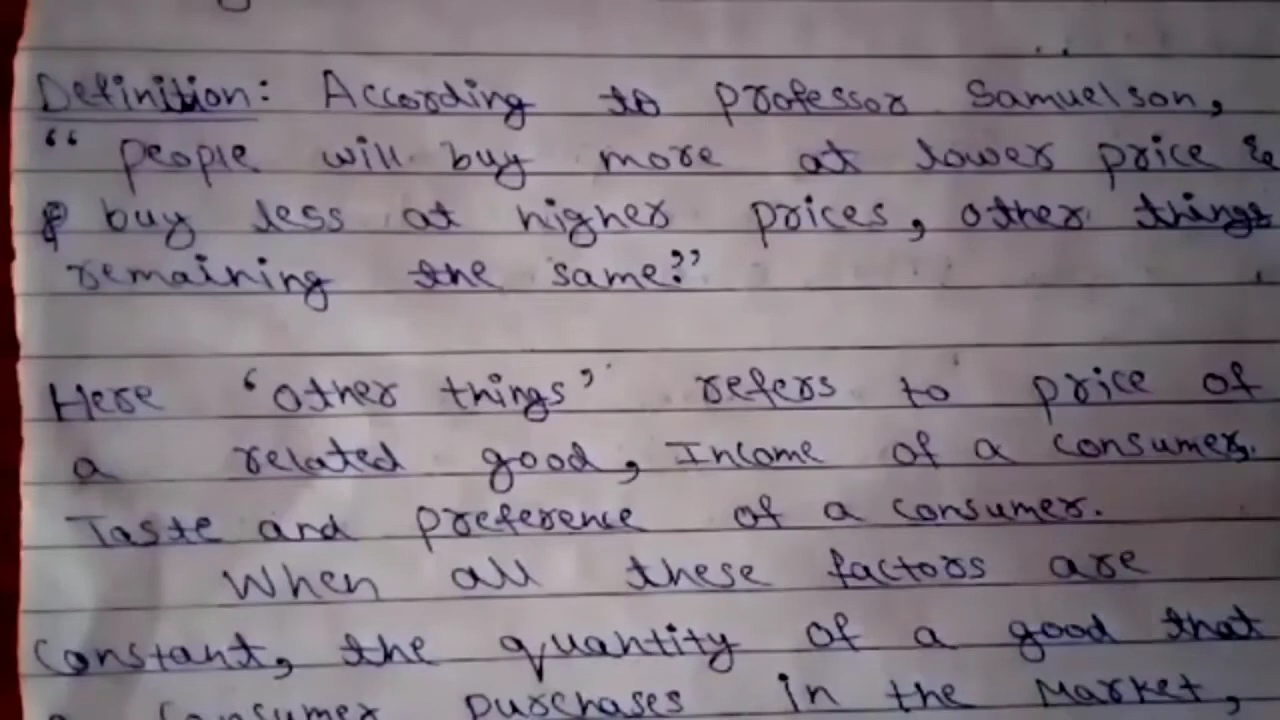 Definition: According to professor Samuelson,
“ people will buy more at lower price &
buy less at higher prices, other things
remaining the same.”
Here ‘other things’ refers to price of
a related good, Income of a consumer,
Taste and preference of a consumer.
When all these factors are
Constant, the quantity of a good that
a Consumer purchases in the Market,